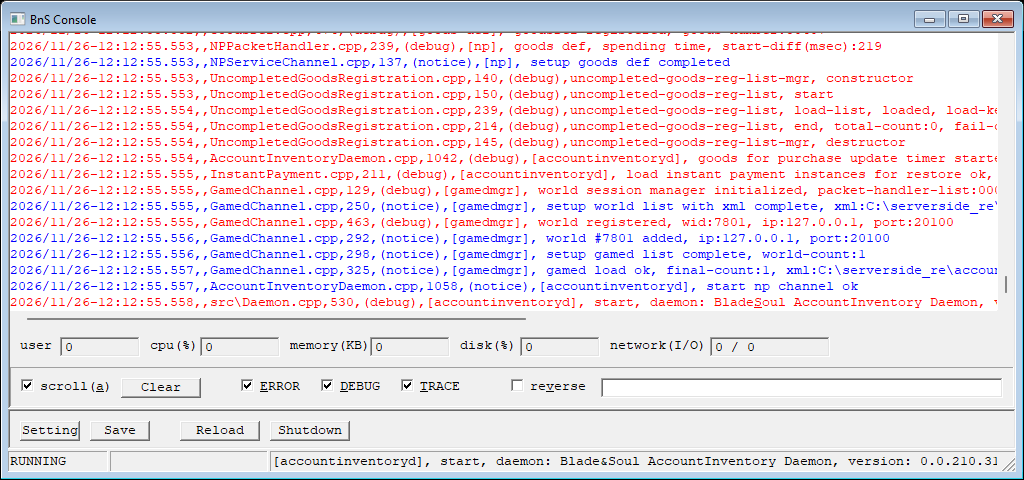 BnS Console
2026/11/26-12:12:55.553,,NPPacketHandler.cpp,239,(debug),[np], goods def, spending time, start-diff(msec):219
2026/11/26-12:12:55.553,,NPServiceChannel.cpp,137,(notice),[np], setup goods def completed
2026/11/26-12:12:55.553,,UncompletedGoodsRegistration.cpp,140,(debug),uncompleted-goods-reg-list-mgr, constructor
2026/11/26-12:12:55.553,,UncompletedGoodsRegistration.cpp,150,(debug),uncompleted-goods-reg-list, start
2026/11/26-12:12:55.554,,UncompletedGoodsRegistration.cpp,239,(debug),uncompleted-goods-reg-list, load-list, loaded, load-ke
2026/11/26-12:12:55.554,,UncompletedGoodsRegistration.cpp,214,(debug),uncompleted-goods-reg-list, end, total-count:0, fail-c
2026/11/26-12:12:55.554,,UncompletedGoodsRegistration.cpp,145,(debug),uncompleted-goods-reg-list-mgr, destructor
2026/11/26-12:12:55.554,,AccountInventoryDaemon.cpp,1042,(debug),[accountinventoryd], goods for purchase update timer starte
2026/11/26-12:12:55.555,,InstantPayment.cpp,211,(debug),[accountinventoryd], load instant payment instances for restore ok,
2026/11/26-12:12:55.555,,GamedChannel.cpp,129,(debug),[gamedmgr], world session manager initialized, packet-handler-list:000
2026/11/26-12:12:55.555,,GamedChannel.cpp,250,(notice),[gamedmgr], setup world list with xml complete, xml:C:\serverside_re\
2026/11/26-12:12:55.555,,GamedChannel.cpp,463,(debug),[gamedmgr], world registered, wid:7801, ip:127.0.0.1, port:20100
2026/11/26-12:12:55.556,,GamedChannel.cpp,292,(notice),[gamedmgr], world #7801 added, ip:127.0.0.1, port:20100
2026/11/26-12:12:55.556,,GamedChannel.cpp,298,(notice),[gamedmgr], setup gamed list complete, world-count:1
2026/11/26-12:12:55.557,,GamedChannel.cpp,325,(notice),[gamedmgr], gamed load ok, final-count:1, xml:C:\serverside_re\accou
2026/11/26-12:12:55.557,,AccountInventoryDaemon.cpp,1058,(notice),[accountinventoryd], start np channel ok
2026/11/26-12:12:55.558,,src\Daemon.cpp,530,(debug),[accountinventoryd], start, daemon: BladeSoul AccountInventory Daemon, v
user 0 cpu(%) 0 memory(KB) 0 disk(%) 0 network(I/O) 0 / 0
scroll(a) Clear ERROR DEBUG TRACE reverse
Setting Save Reload Shutdown
RUNNING [accountinventoryd], start, daemon: Blade&Soul AccountInventory Daemon, version: 0.0.210.31